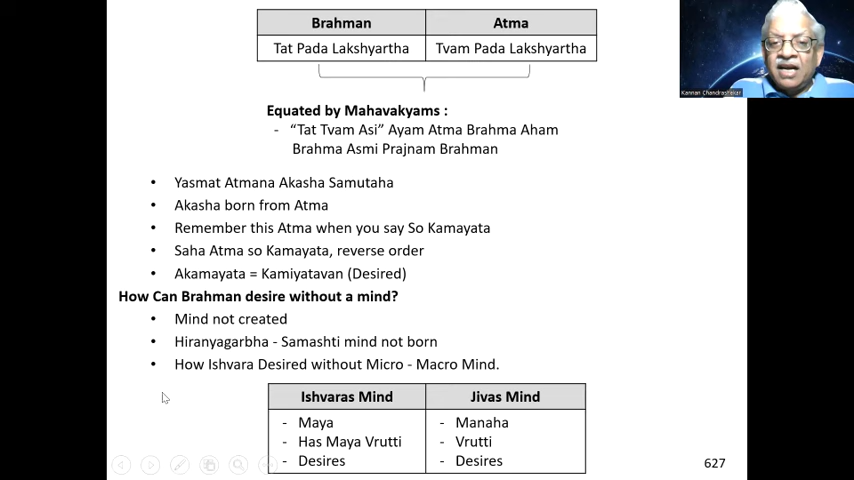 Brahman Atma
Tat Pada Lakshyartha Tvam Pada Lakshyartha
Kannan Chandrasekar
Equated by Mahavakyams :
- “Tat Tvam Asi” Ayam Atma Brahma Aham
Brahma Asmi Prajnam Brahman
• Yasmat Atmana Akasha Samutaha
• Akasha born from Atma
• Remember this Atma when you say So Kamayata
• Saha Atma so Kamayata, reverse order
• Akamayata = Kamiyatavan (Desired)
How Can Brahman desire without a mind?
• Mind not created
• Hiranyagarbha - Samashti mind not born
• How Ishvara Desired without Micro - Macro Mind.
Ishvaras Mind Jivas Mind
- Maya - Manaha
- Has Maya Vrutti - Vrutti
- Desires - Desires
627